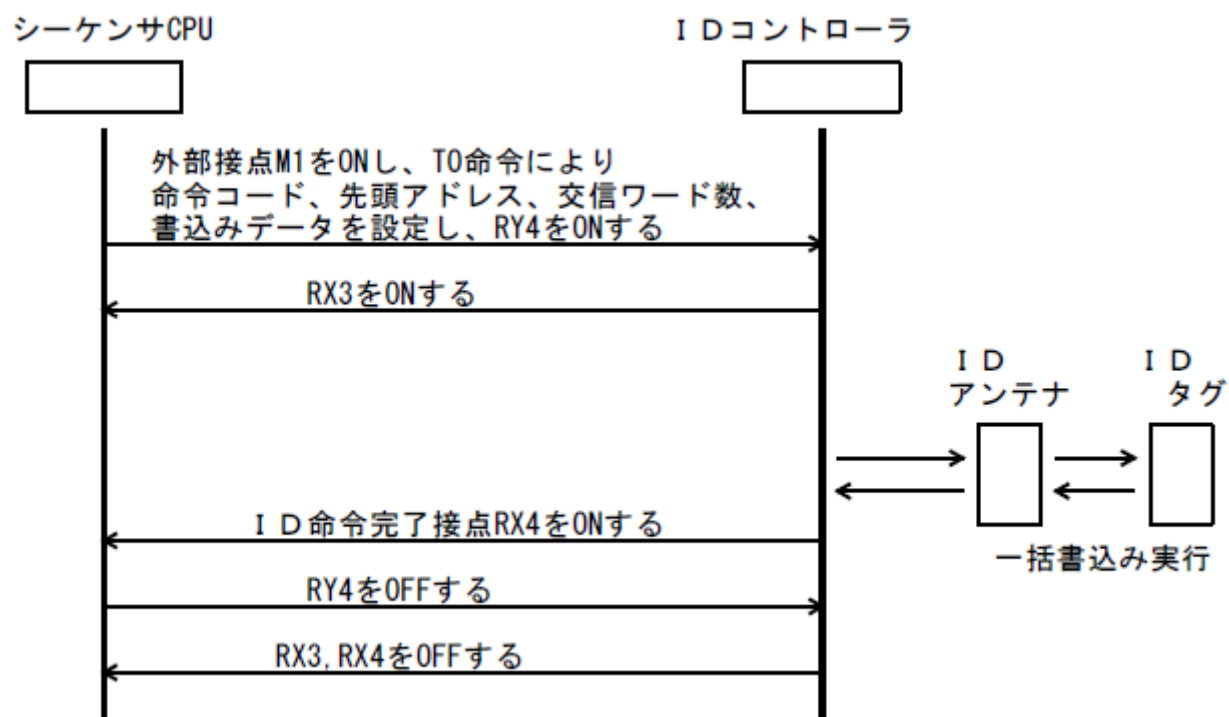 シーケンサCPU
ＩＤコントローラ
外部接点M1をONし、TO命令により
命令コード、先頭アドレス、交信ワード数、
書込みデータを設定し、RY4をONする
RX3をONする
ＩＤ
アンテナ
ＩＤ
タグ
ＩＤ命令完了接点RX4をONする
一括書込み実行
RY4をOFFする
RX3,RX4をOFFする